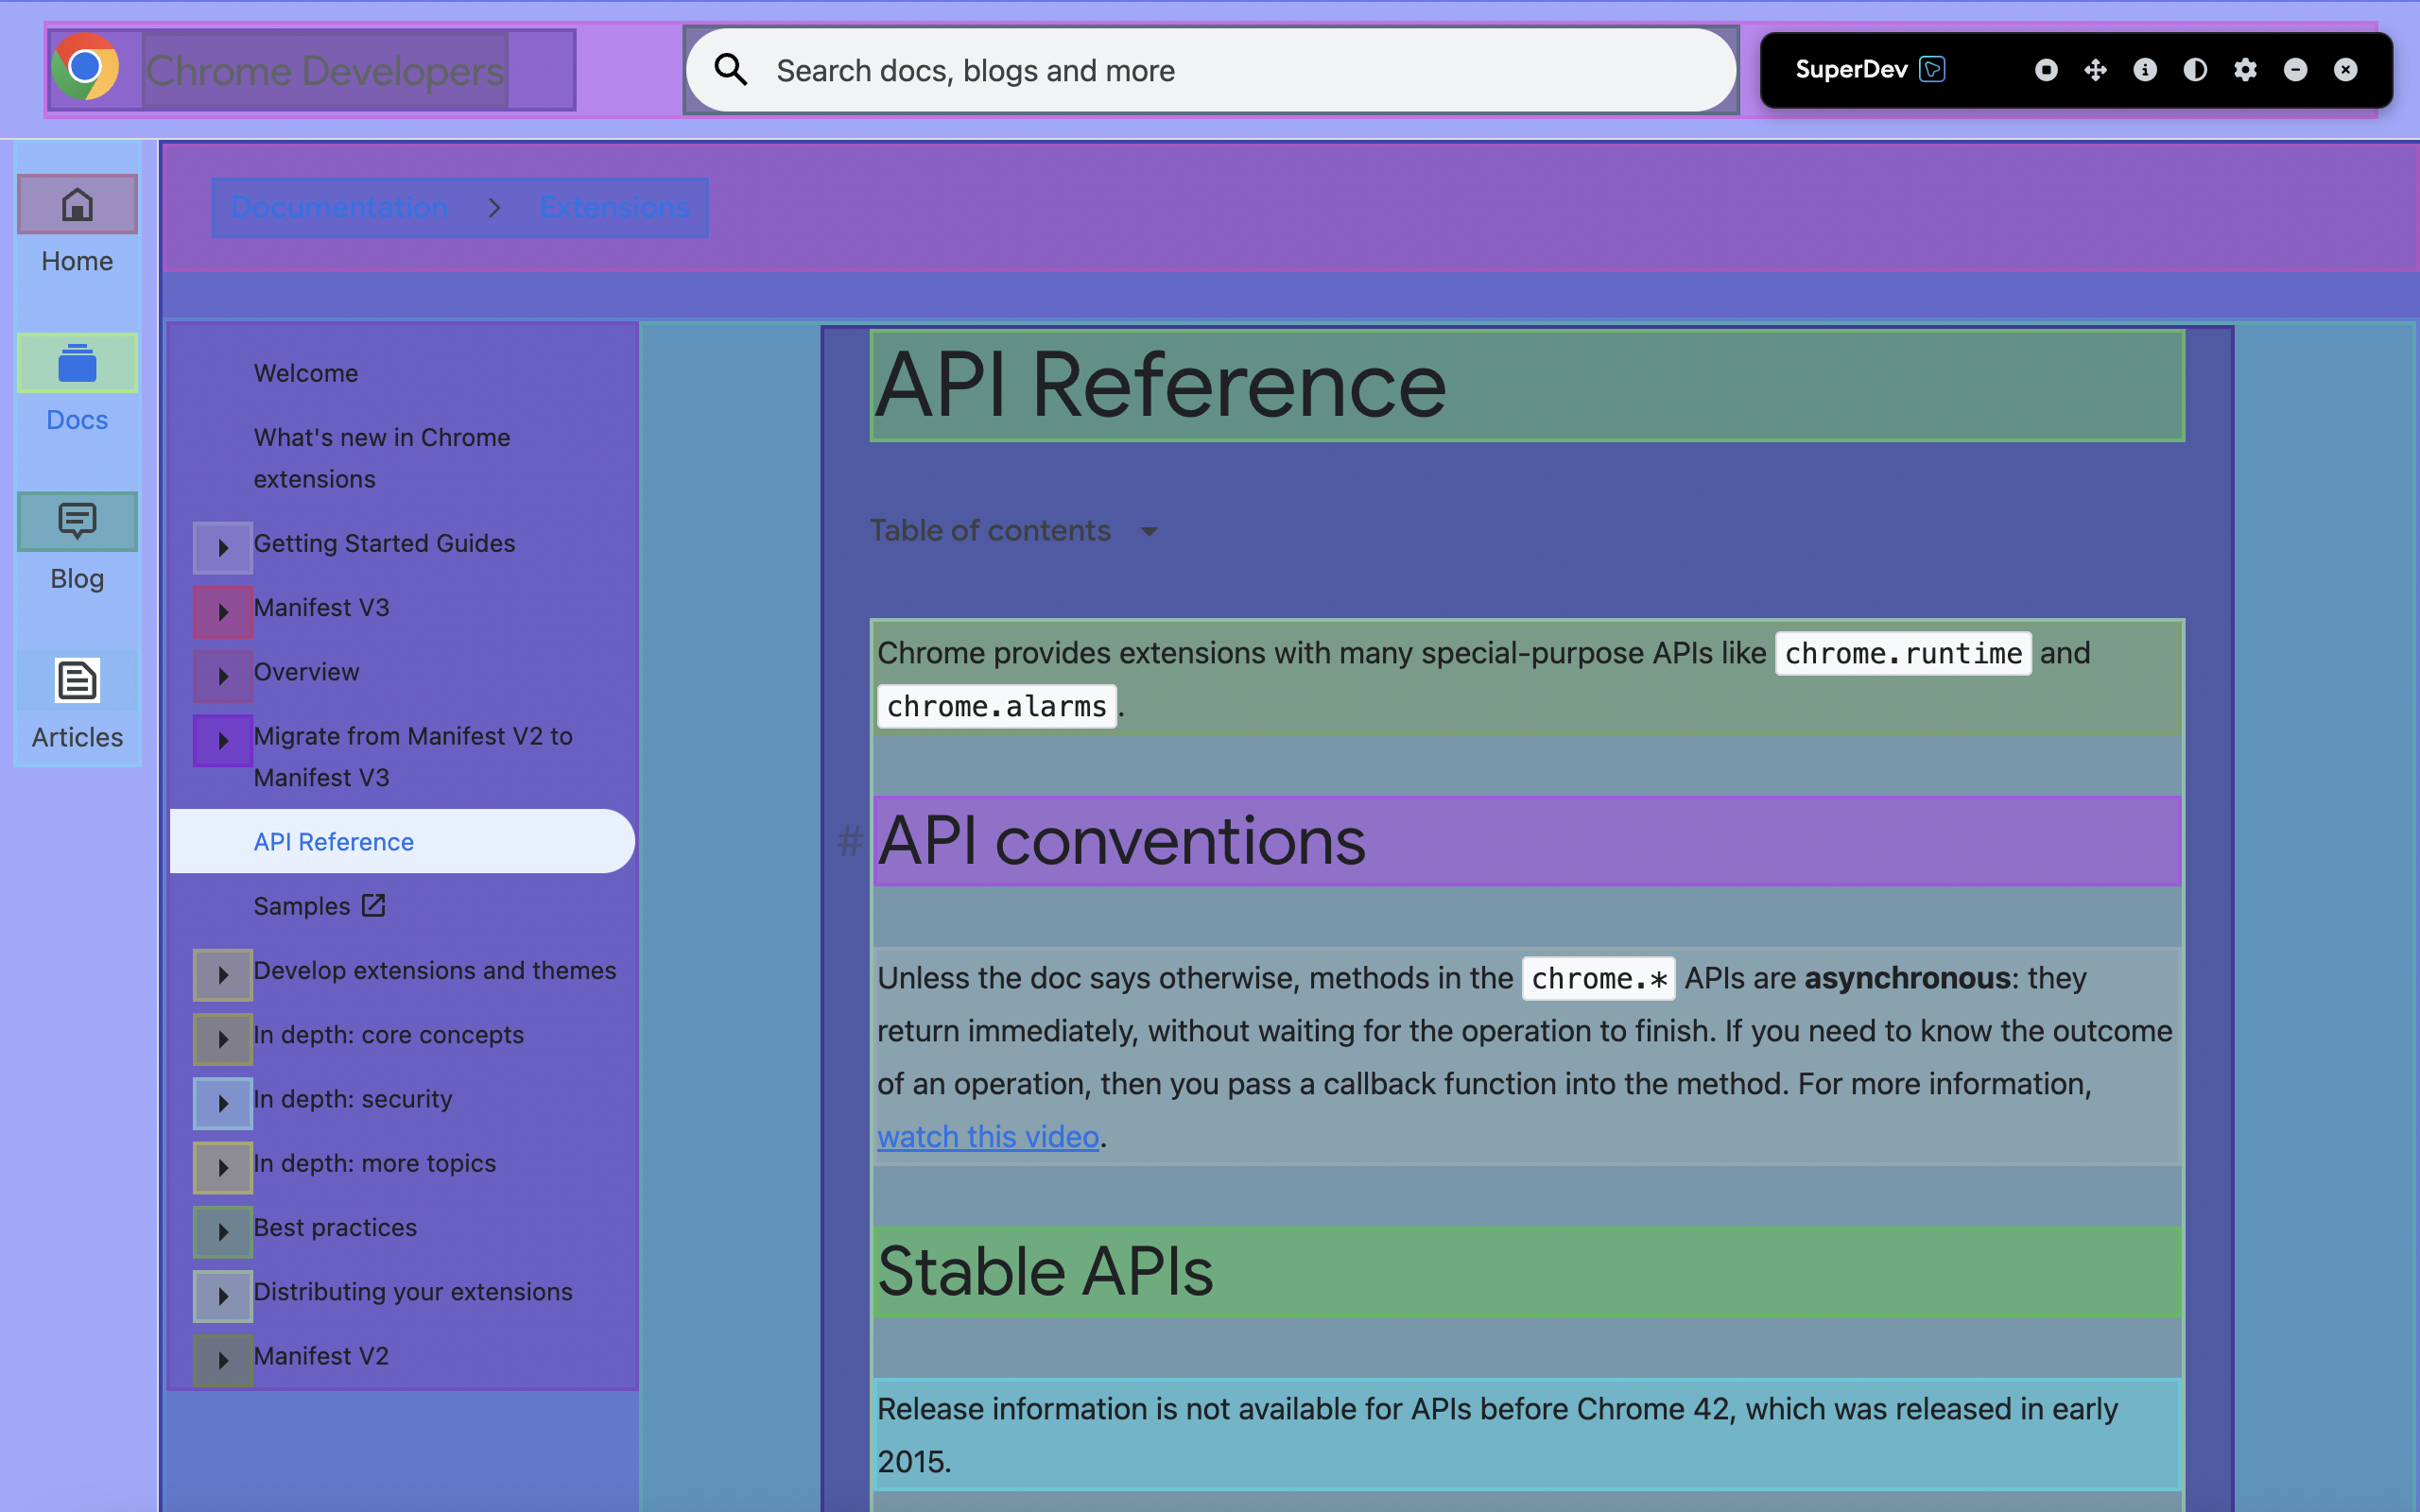 Chrome Developers
Search docs, blogs and more
SuperDev
Home
Docs
Blog
Articles
Documentation > Extensions
Welcome
What's new in Chrome
extensions
Getting Started Guides
Manifest V3
Overview
Migrate from Manifest V2 to
Manifest V3
API Reference
Samples
Develop extensions and themes
In depth: core concepts
In depth: security
In depth: more topics
Best practices
Distributing your extensions
Manifest V2
API Reference
Table of contents
Chrome provides extensions with many special-purpose APIs like chrome.runtime and
chrome.alarms.
# API conventions
Unless the doc says otherwise, methods in the chrome.* APIs are asynchronous: they
return immediately, without waiting for the operation to finish. If you need to know the outcome
of an operation, then you pass a callback function into the method. For more information,
watch this video.
Stable APIs
Release information is not available for APIs before Chrome 42, which was released in early
2015.